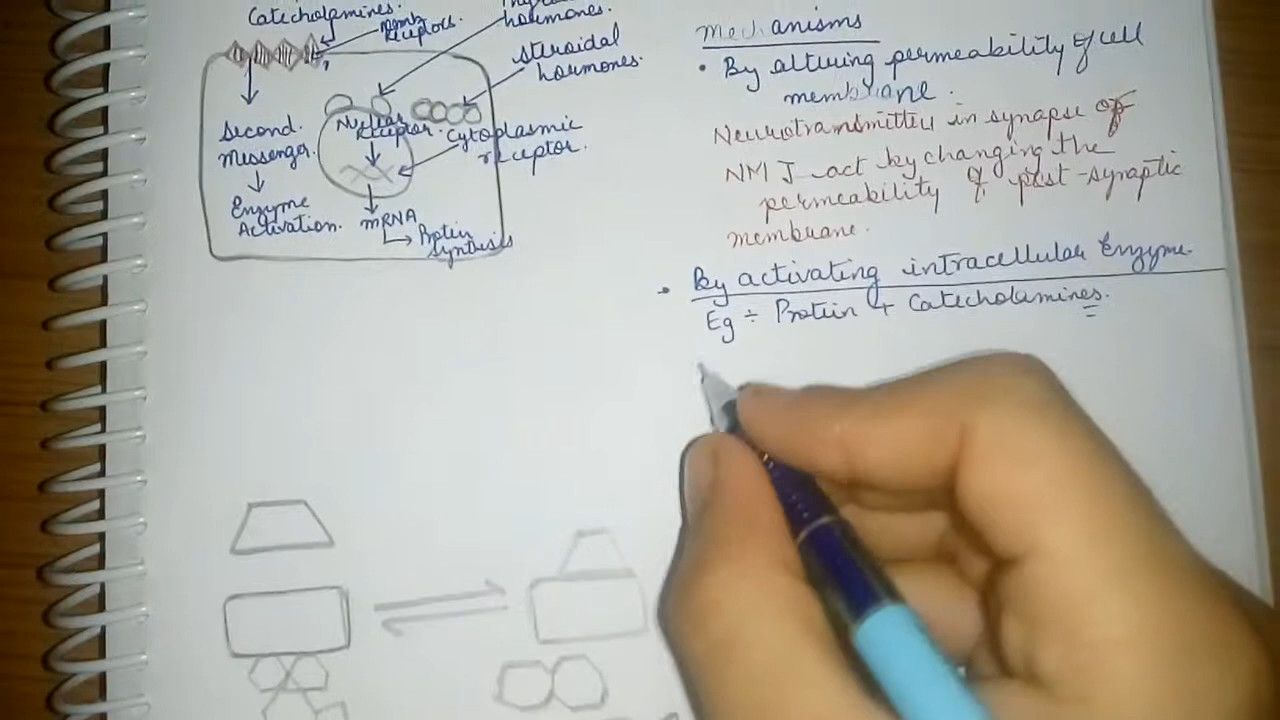 Catecholamines.
receptors.
hormones.
steroidal
hormones.
Second
Messenger.
Enzyme
Activation.
Nuclear
Receptor.
Cytoplasmic
receptor.
mRNA
Protein
synthesis
Mechanisms
• By altering permeability of cell
membrane.
Neurotransmitter in synapse of
NMJ act by changing the
permeability of post-synaptic
membrane.
• By activating intracellular Enzyme.
Eg ÷ Protein + Catecholamines.